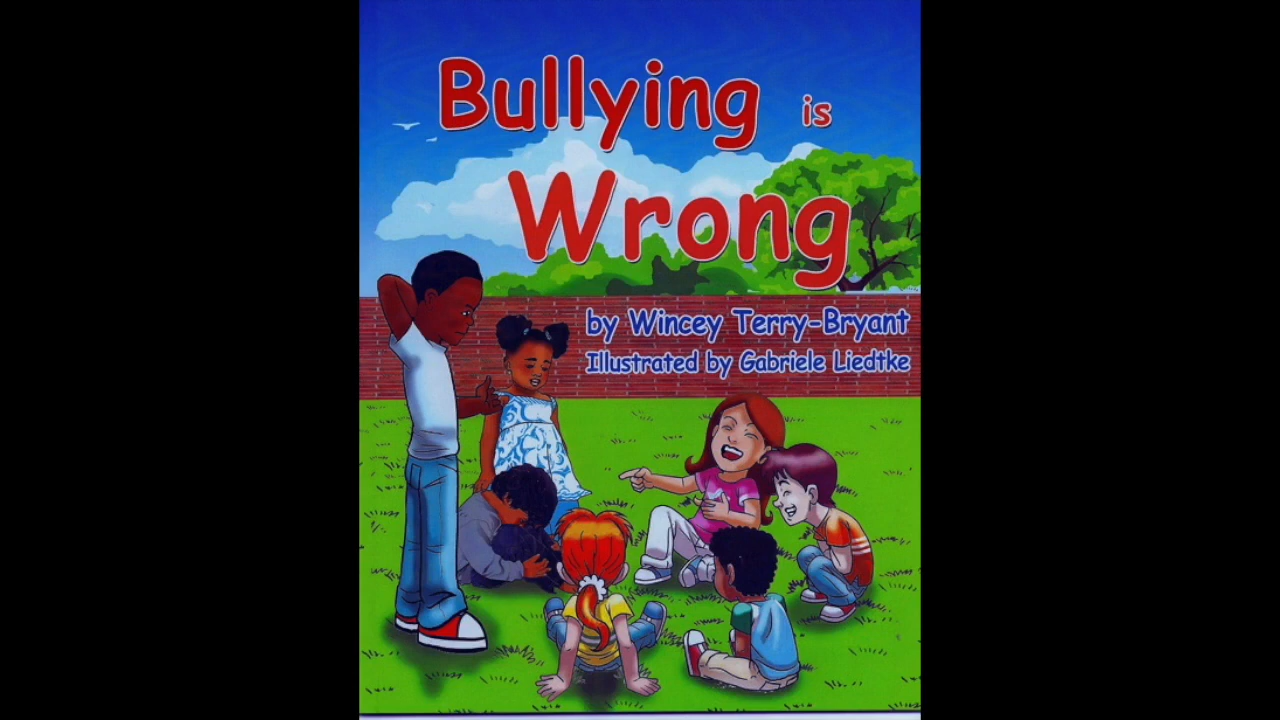 Bullying is
Wrong
by Wincey Terry-Bryant
Illustrated by Gabriele Liedtke